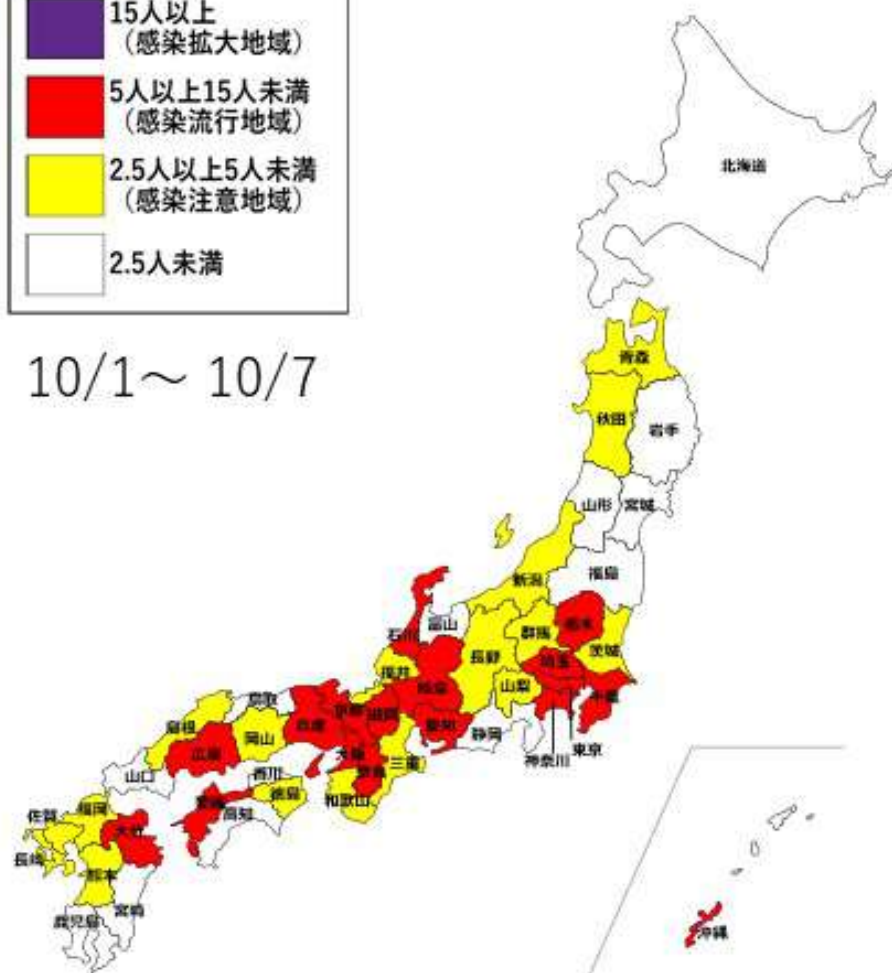 15人以上
（感染拡大地域）
5人以上15人未満
（感染流行地域）
2.5人以上5人未満
（感染注意地域）
2.5人未満
10/1～ 10/7
北海道
青森
秋田
岩手
山形
宮城
新潟
福島
石川
富山
群馬
栃木
福井
長野
茨城
埼玉
岐阜
山梨
千葉
鳥取
京都
滋賀
島根
岡山
兵庫
愛知
静岡
広島
東京
大阪
神奈川
山口
香川
奈良
三重
佐賀
福岡
愛媛
徳島
和歌山
大分
高知
長崎
熊本
宮崎
鹿児島
沖縄